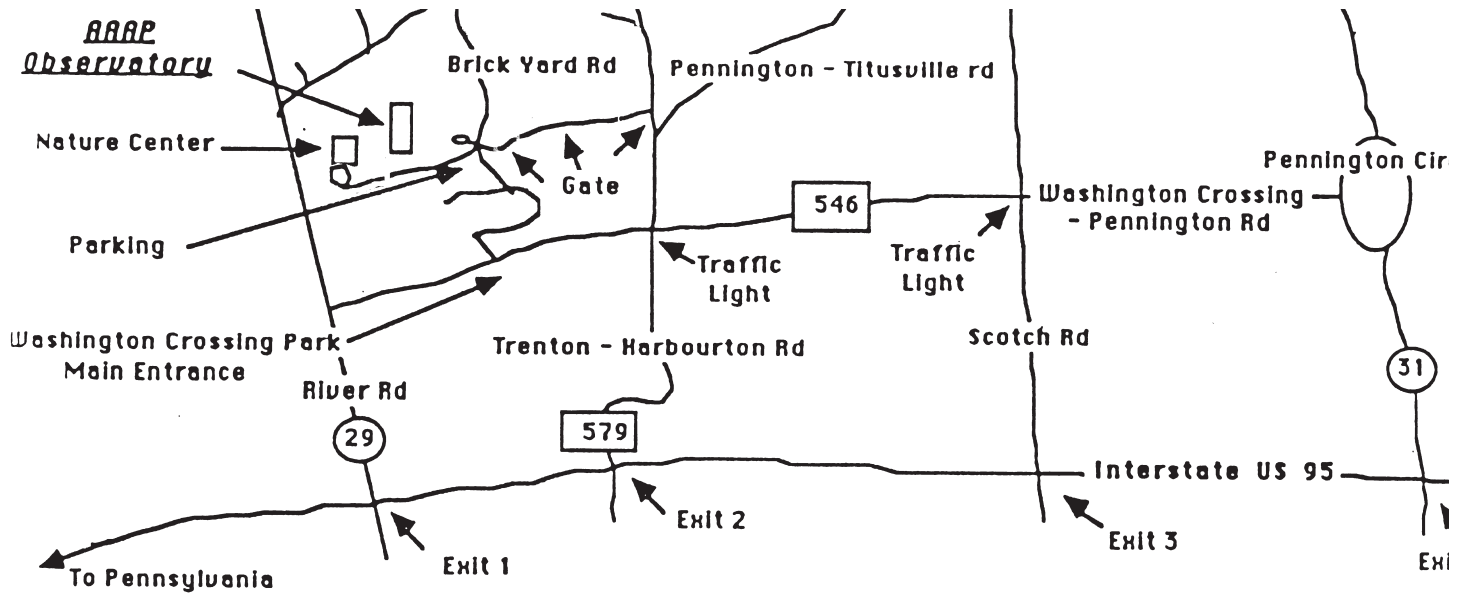 AAAP
Observatory
Brick Yard Rd
Pennington - Titusville rd
Nature Center
Pennington Cir
Gate
546
Washington Crossing
- Pennington Rd
Parking
Traffic
Light
Traffic
Light
Washington Crossing Park
Main Entrance
Trenton - Harbourton Rd
Scotch Rd
River Rd
31
29
579
Interstate US 95
Exit 2
Exit 3
Exit 1
Exi
To Pennsylvania